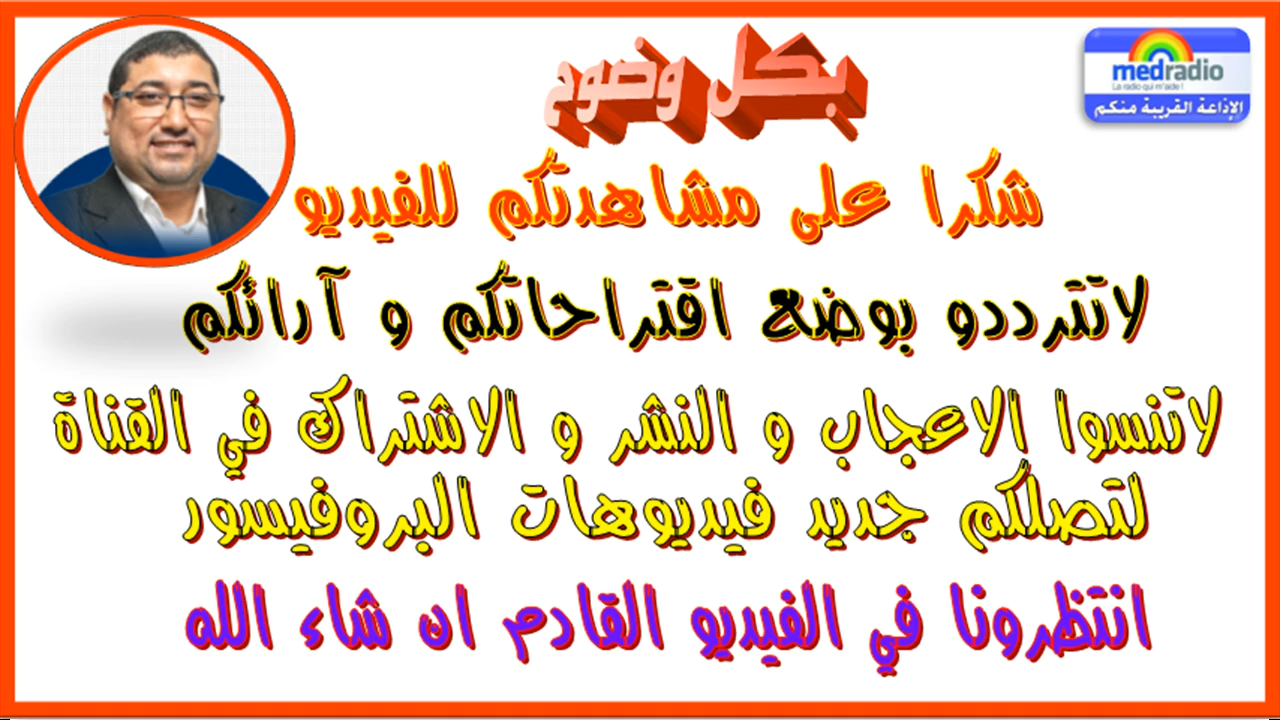 بكل وضوح
medradio
La radio qui m'aide !
الإذاعة القريبة منكم
شكرا على مشاهدتكم للفيديو
لاتترددو بوضع اقتراحاتكم و آرائكم
لاتنسوا الاعجاب و النشر و الاشتراك في القناة
لتصلكم جديد فيديوهات البروفيسور
انتظرونا في الفيديو القادم ان شاء الله